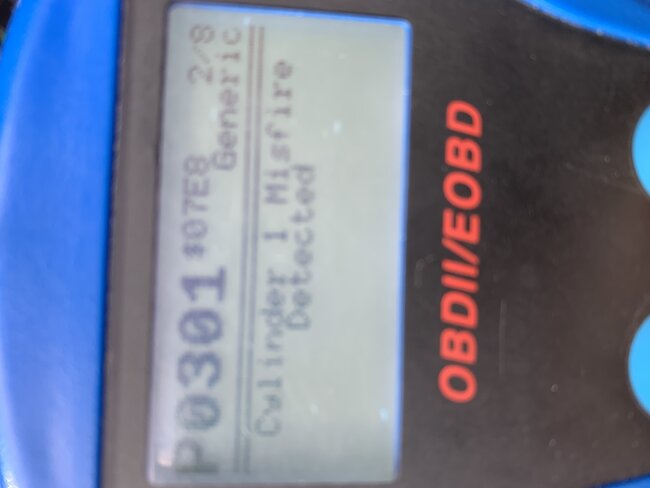 P0301 $07E8 2/8
Generic
Cylinder 1 Misfire
Detected
OBDII/EOBD